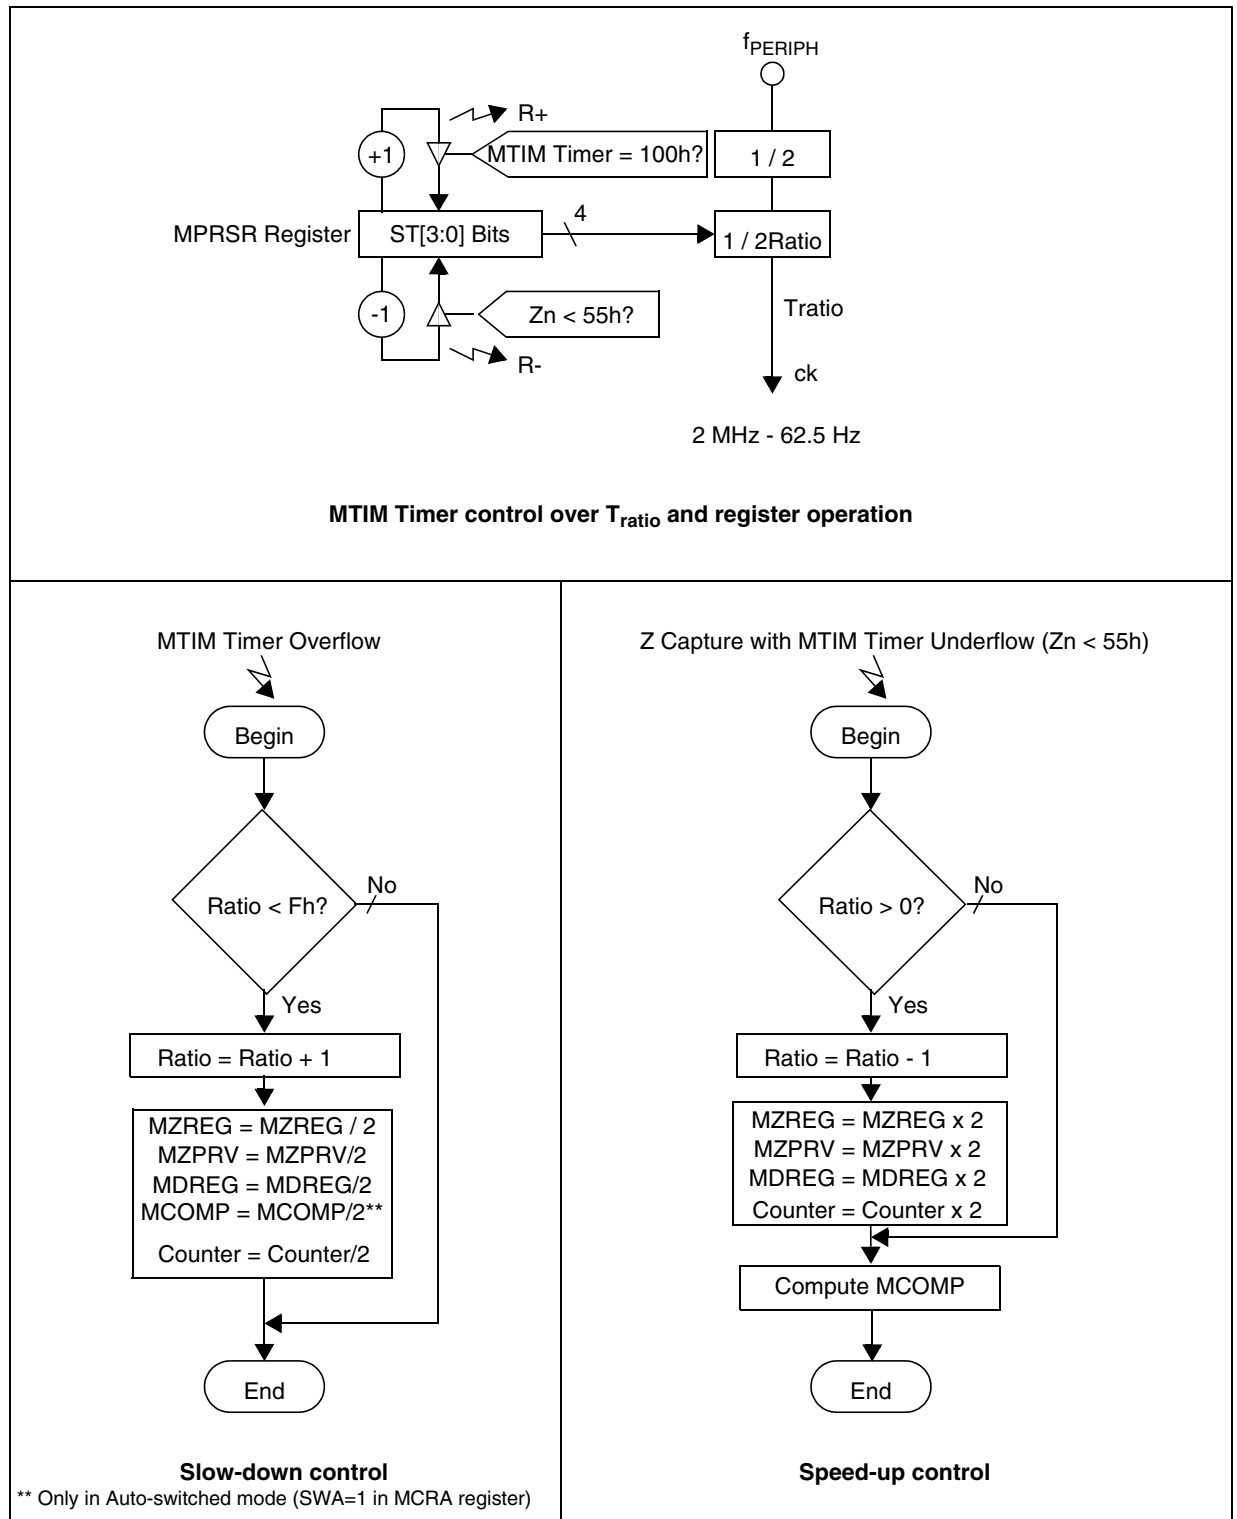 fPERIPH
R+
+1
MTIM Timer = 100h?
1 / 2
4
MPRSR Register
ST[3:0] Bits
1 / 2Ratio
-1
Zn < 55h?
Tratio
R-
ck
2 MHz - 62.5 Hz
MTIM Timer control over Tratio and register operation
MTIM Timer Overflow
Begin
Ratio < Fh?
No
Yes
Ratio = Ratio + 1
MZREG = MZREG / 2
MZPRV = MZPRV/2
MDREG = MDREG/2
MCOMP = MCOMP/2**
Counter = Counter/2
End
Slow-down control
** Only in Auto-switched mode (SWA=1 in MCRA register)
Z Capture with MTIM Timer Underflow (Zn < 55h)
Begin
Ratio > 0?
No
Yes
Ratio = Ratio - 1
MZREG = MZREG x 2
MZPRV = MZPRV x 2
MDREG = MDREG x 2
Counter = Counter x 2
Compute MCOMP
End
Speed-up control